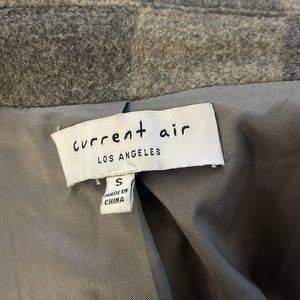 current air
LOS ANGELES
S
MADE IN
CHINA